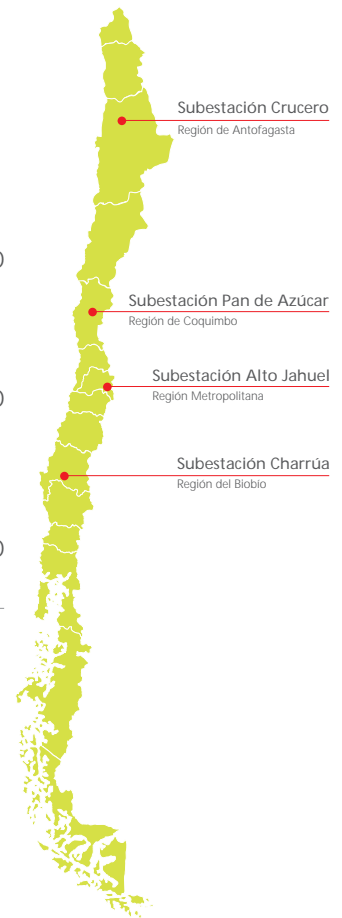 Subestación Crucero
Región de Antofagasta
Subestación Pan de Azúcar
Región de Coquimbo
Subestación Alto Jahuel
Región Metropolitana
Subestación Charrúa
Región del Biobio